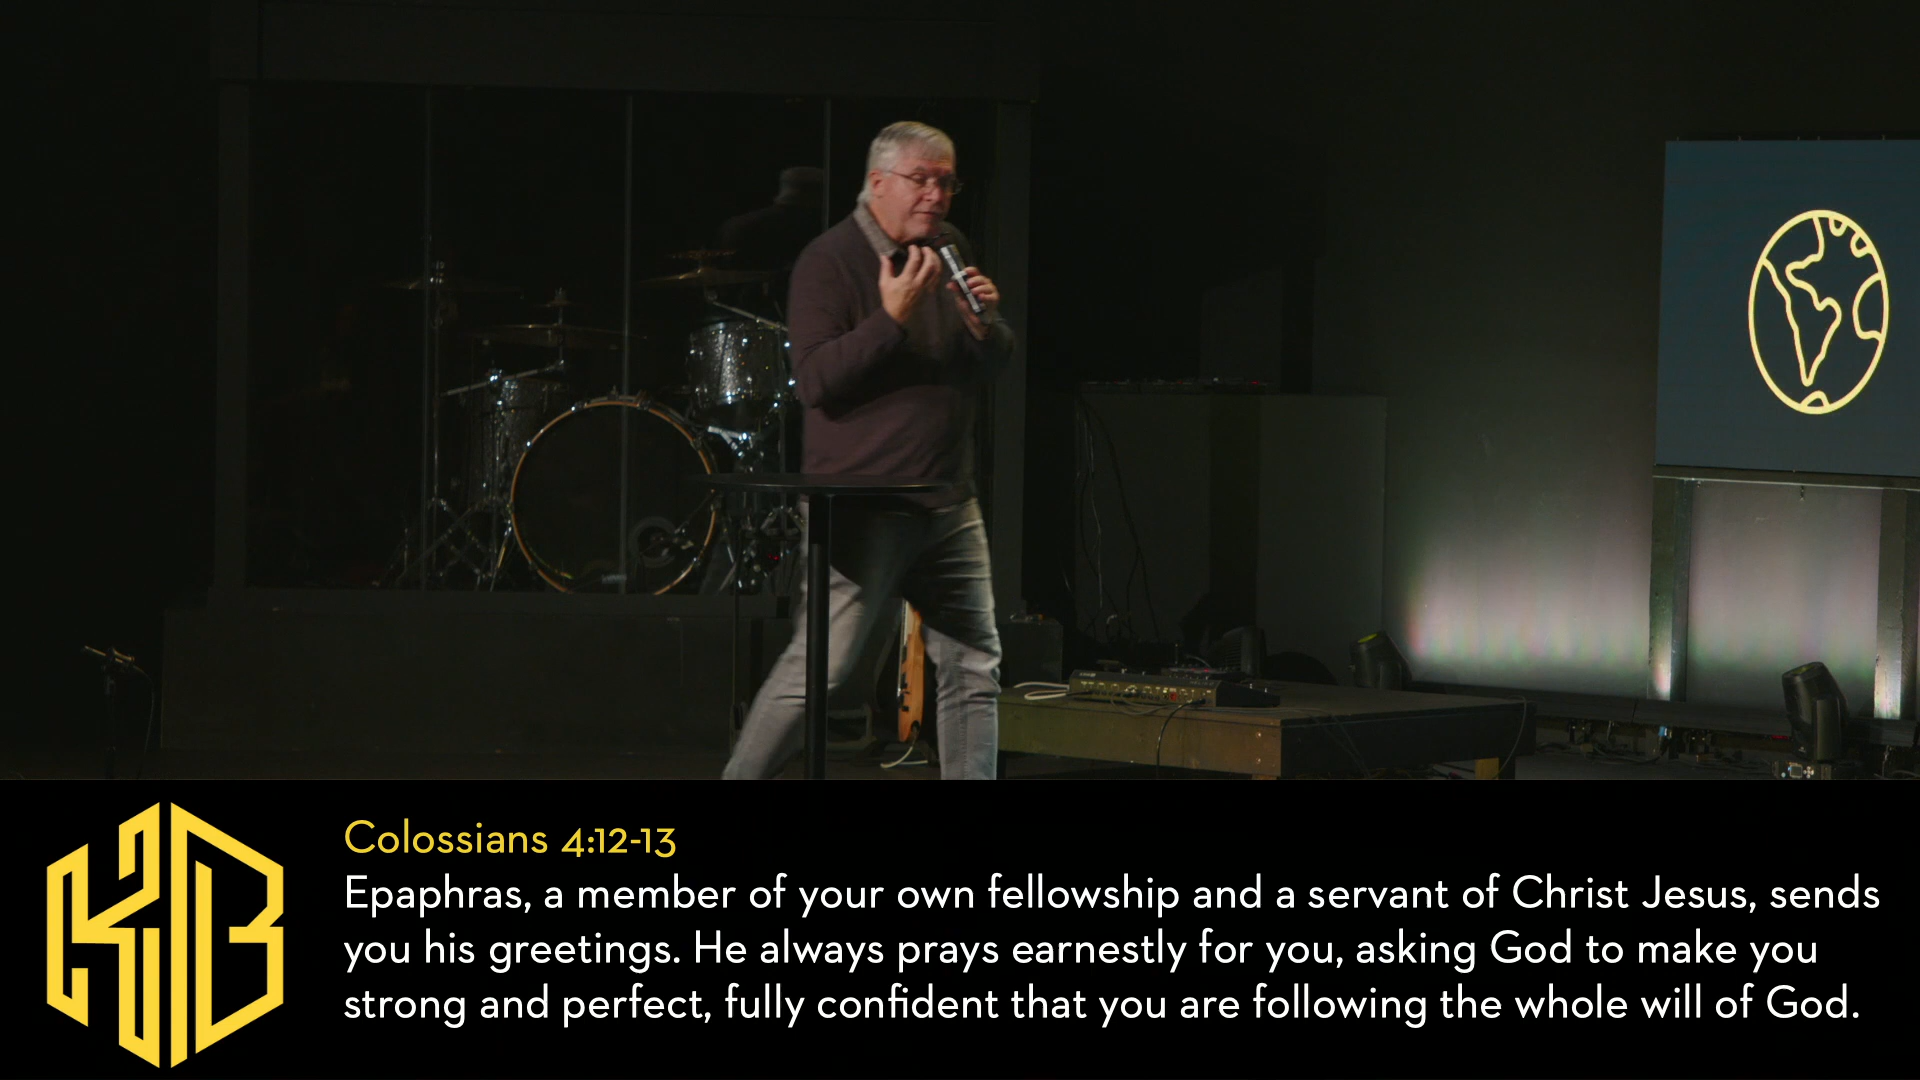 Colossians 4:12-13
Epaphras, a member of your own fellowship and a servant of Christ Jesus, sends
you his greetings. He always prays earnestly for you, asking God to make you
strong and perfect, fully confident that you are following the whole will of God.